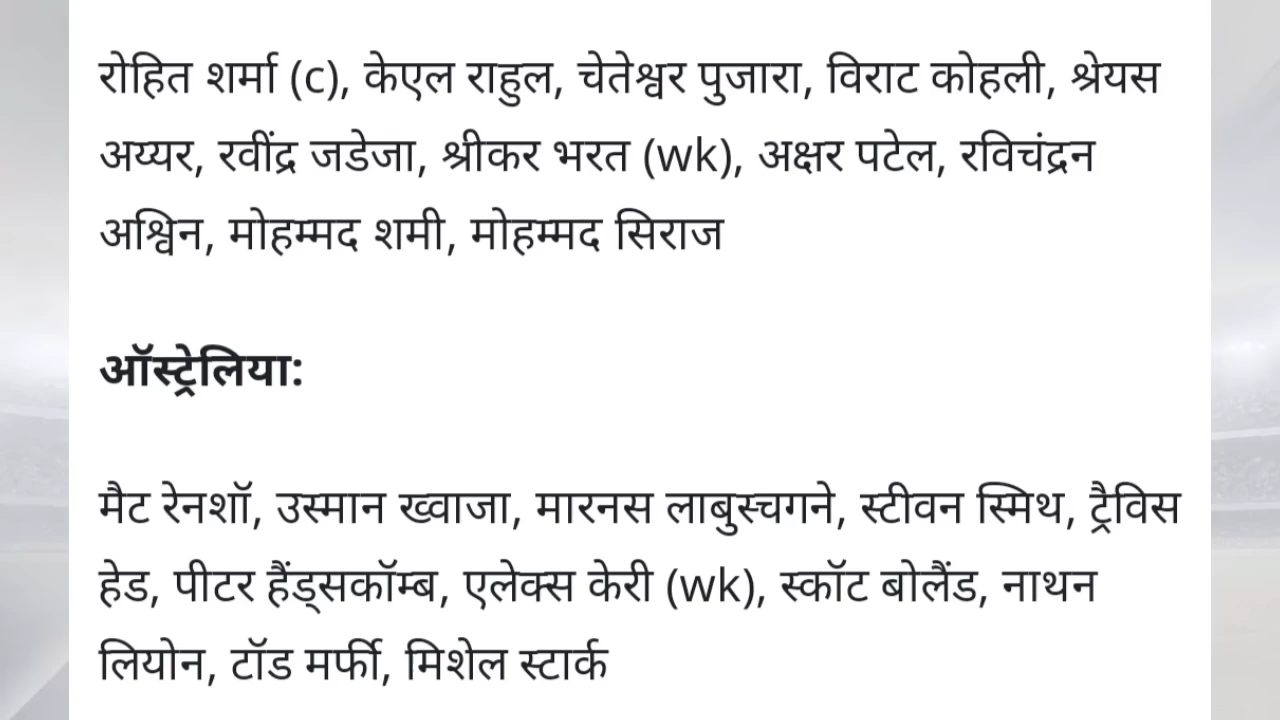 रोहित शर्मा (c), केएल राहुल, चेतेश्वर पुजारा, विराट कोहली, श्रेयस
अय्यर, रवींद्र जडेजा, श्रीकर भरत (wk), अक्षर पटेल, रविचंद्रन
अश्विन, मोहम्मद शमी, मोहम्मद सिराज
ऑस्ट्रेलिया:
मैट रेनशॉ, उस्मान ख्वाजा, मारनस लाबुस्चगने, स्टीवन स्मिथ, ट्रैविस
हेड, पीटर हैंड्सकॉम्ब, एलेक्स केरी (wk), स्कॉट बोलैंड, नाथन
लियोन, टॉड मर्फी, मिशेल स्टार्क